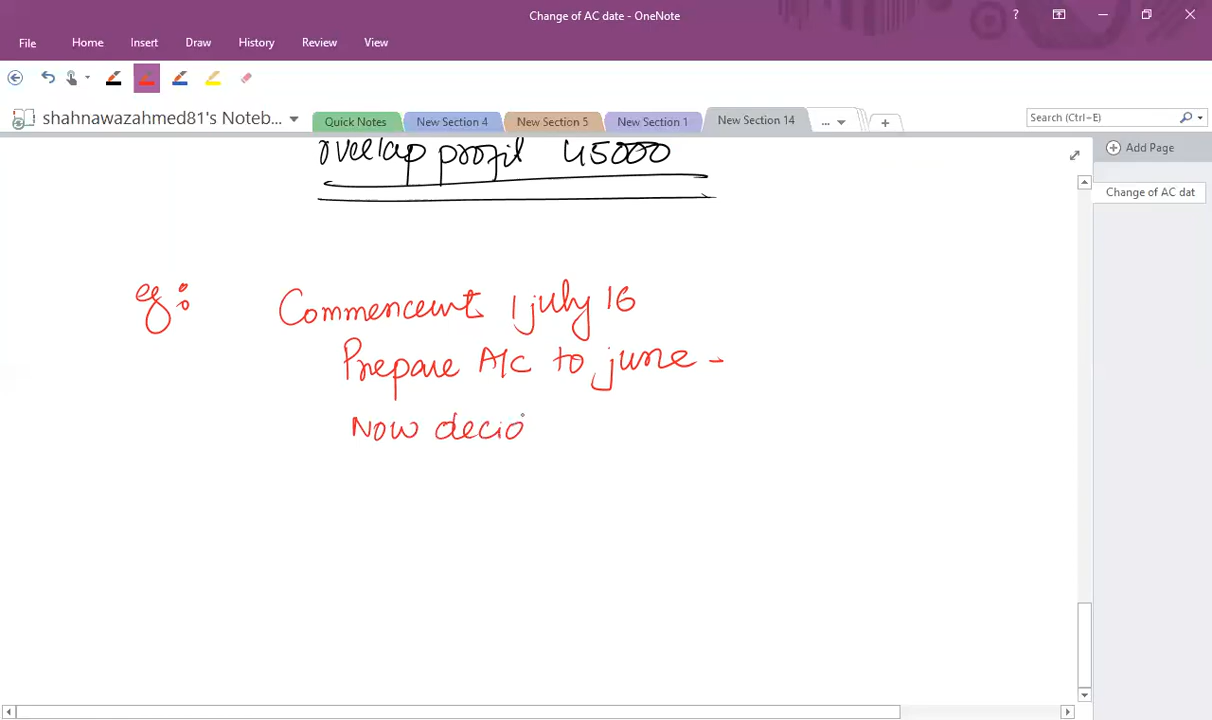 Change of AC date - OneNote
?
File Home Insert Draw History Review View
shahnawazahmed81's Noteb... Quick Notes New Section 4 New Section 5 New Section 1 New Section 14 ... + Search (Ctrl+E)
Add Page
Change of AC dat
overlap profit 45000
eg:
Commencewt 1 july 16
Prepare A/C to june -
Now decid